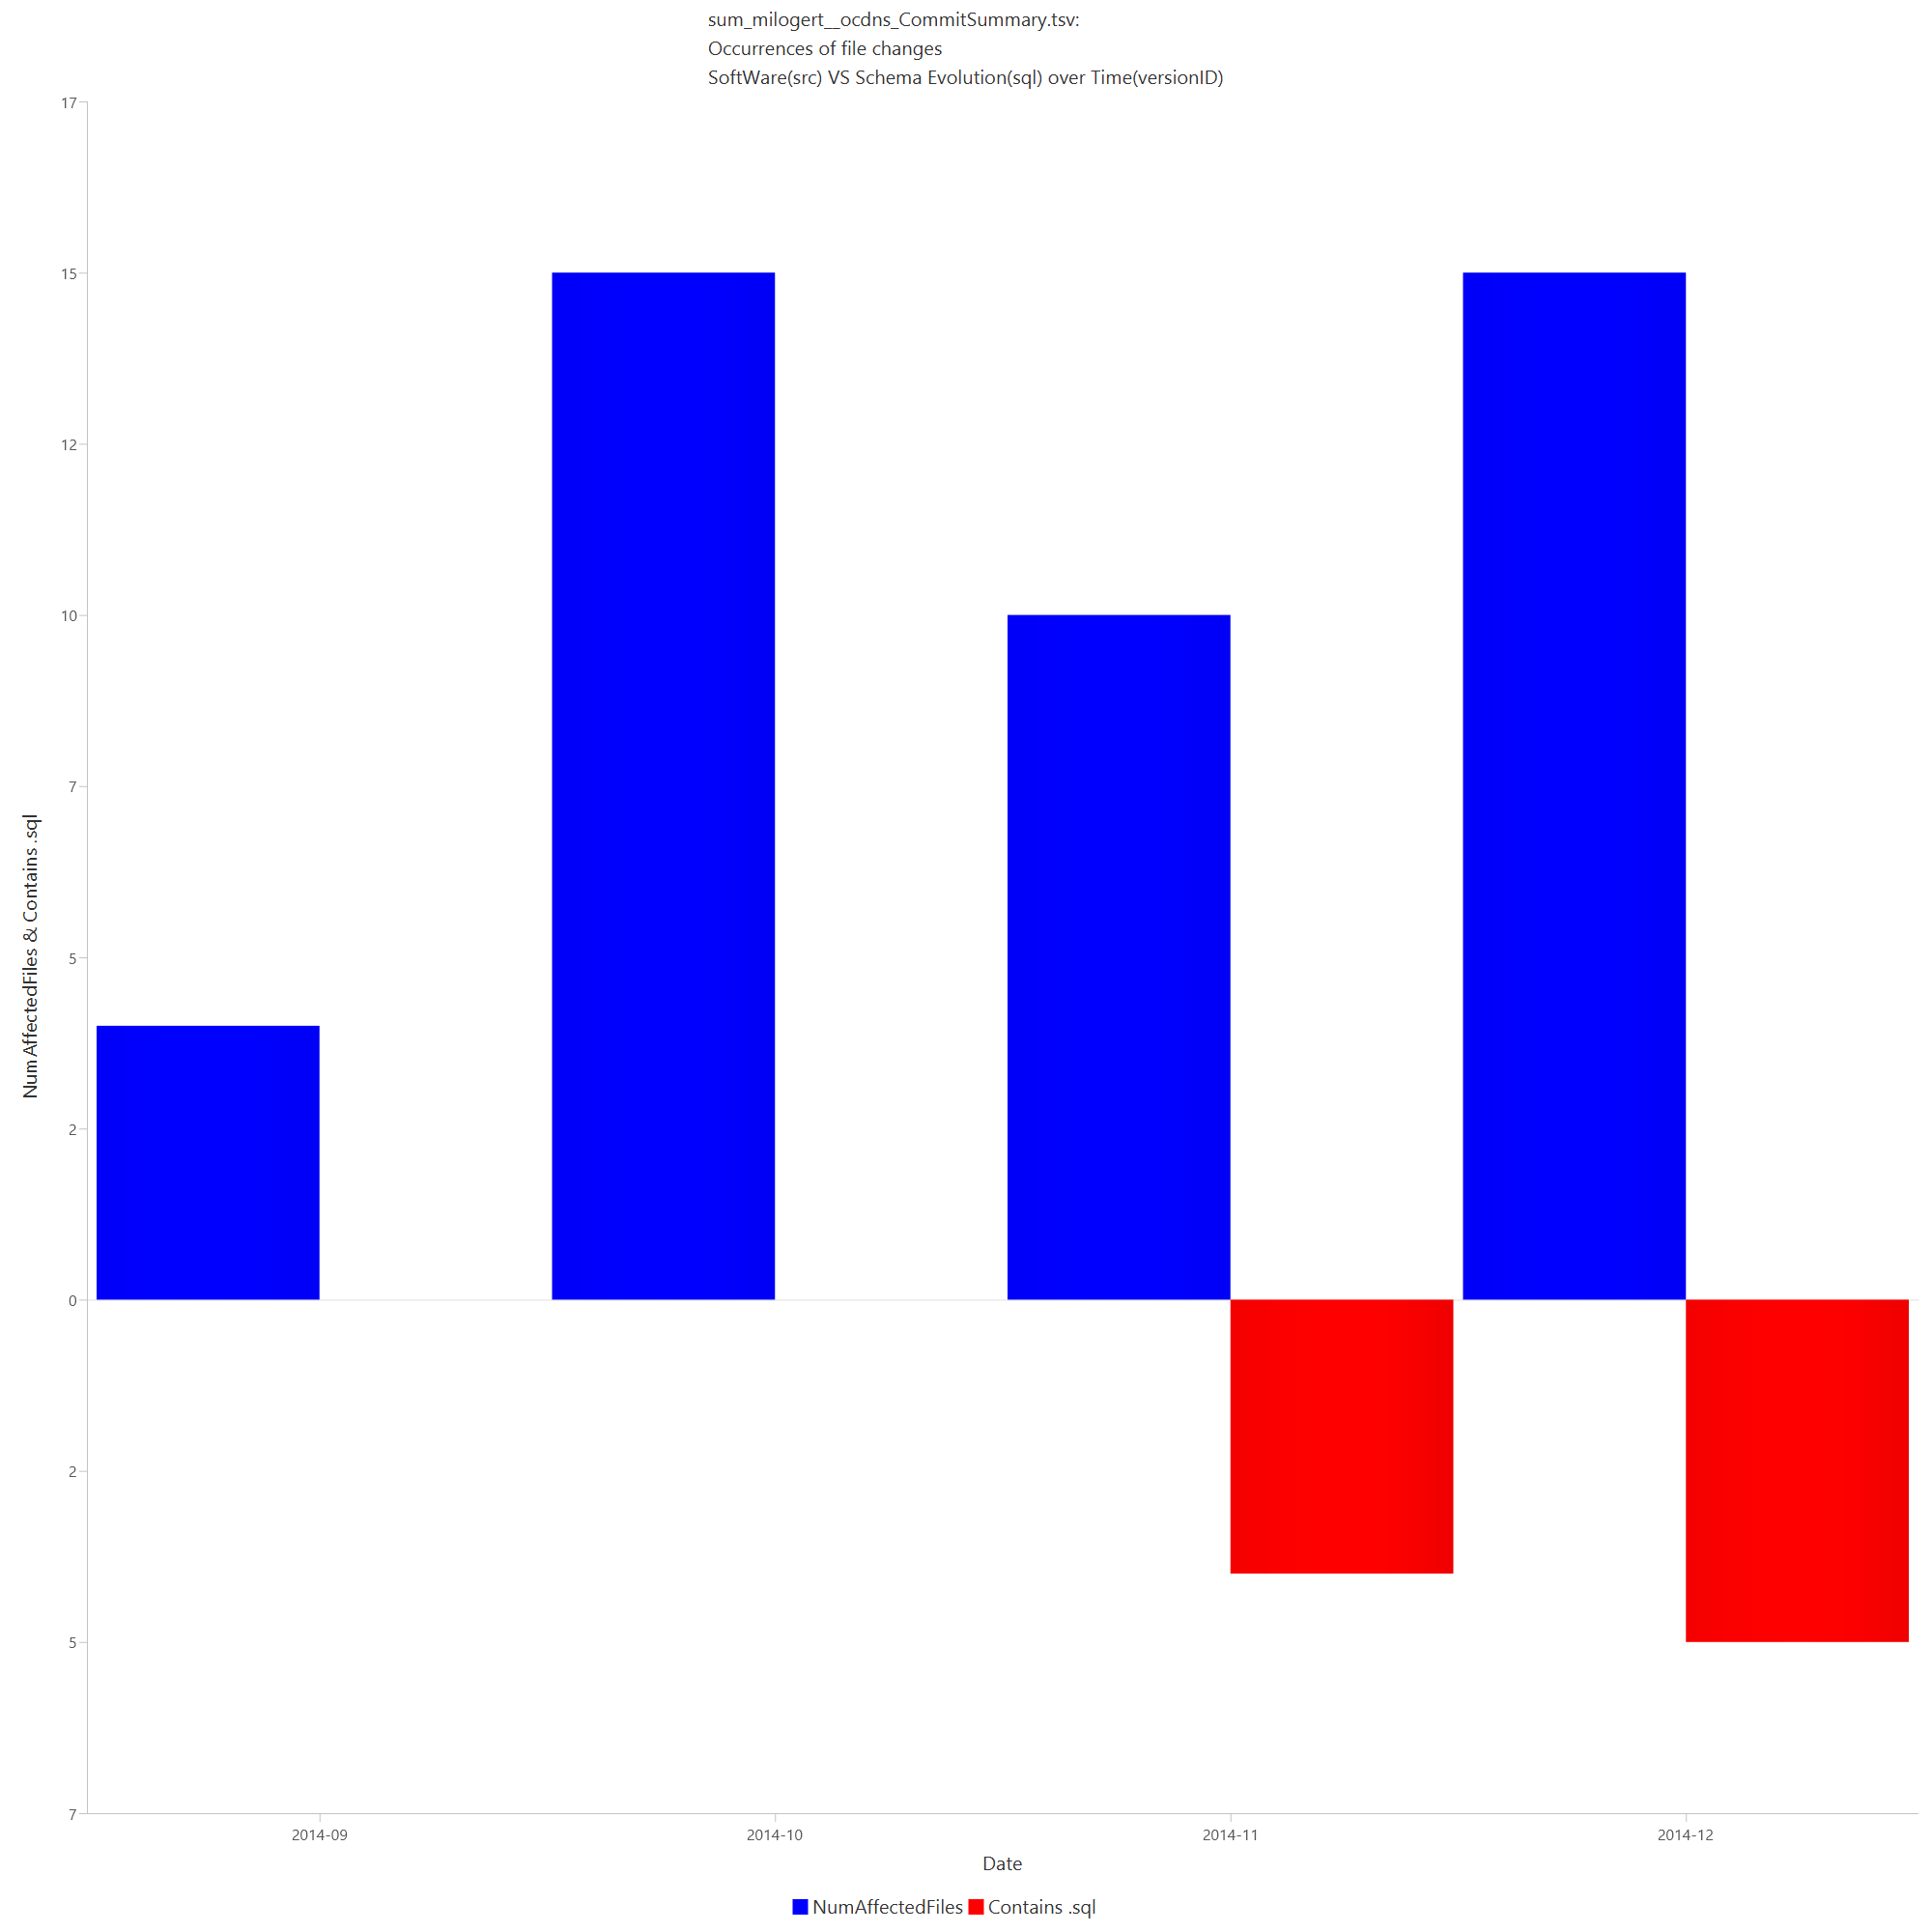 sum_milogert__ocdns_CommitSummary.tsv:
Occurrences of file changes
SoftWare(src) VS Schema Evolution(sql) over Time(versionID)
17
15
12
10
7
5
2
0
2
5
7
Num AffectedFiles & Contains .sql
2014-09
2014-10
2014-11
2014-12
Date
NumAffectedFiles
Contains .sql